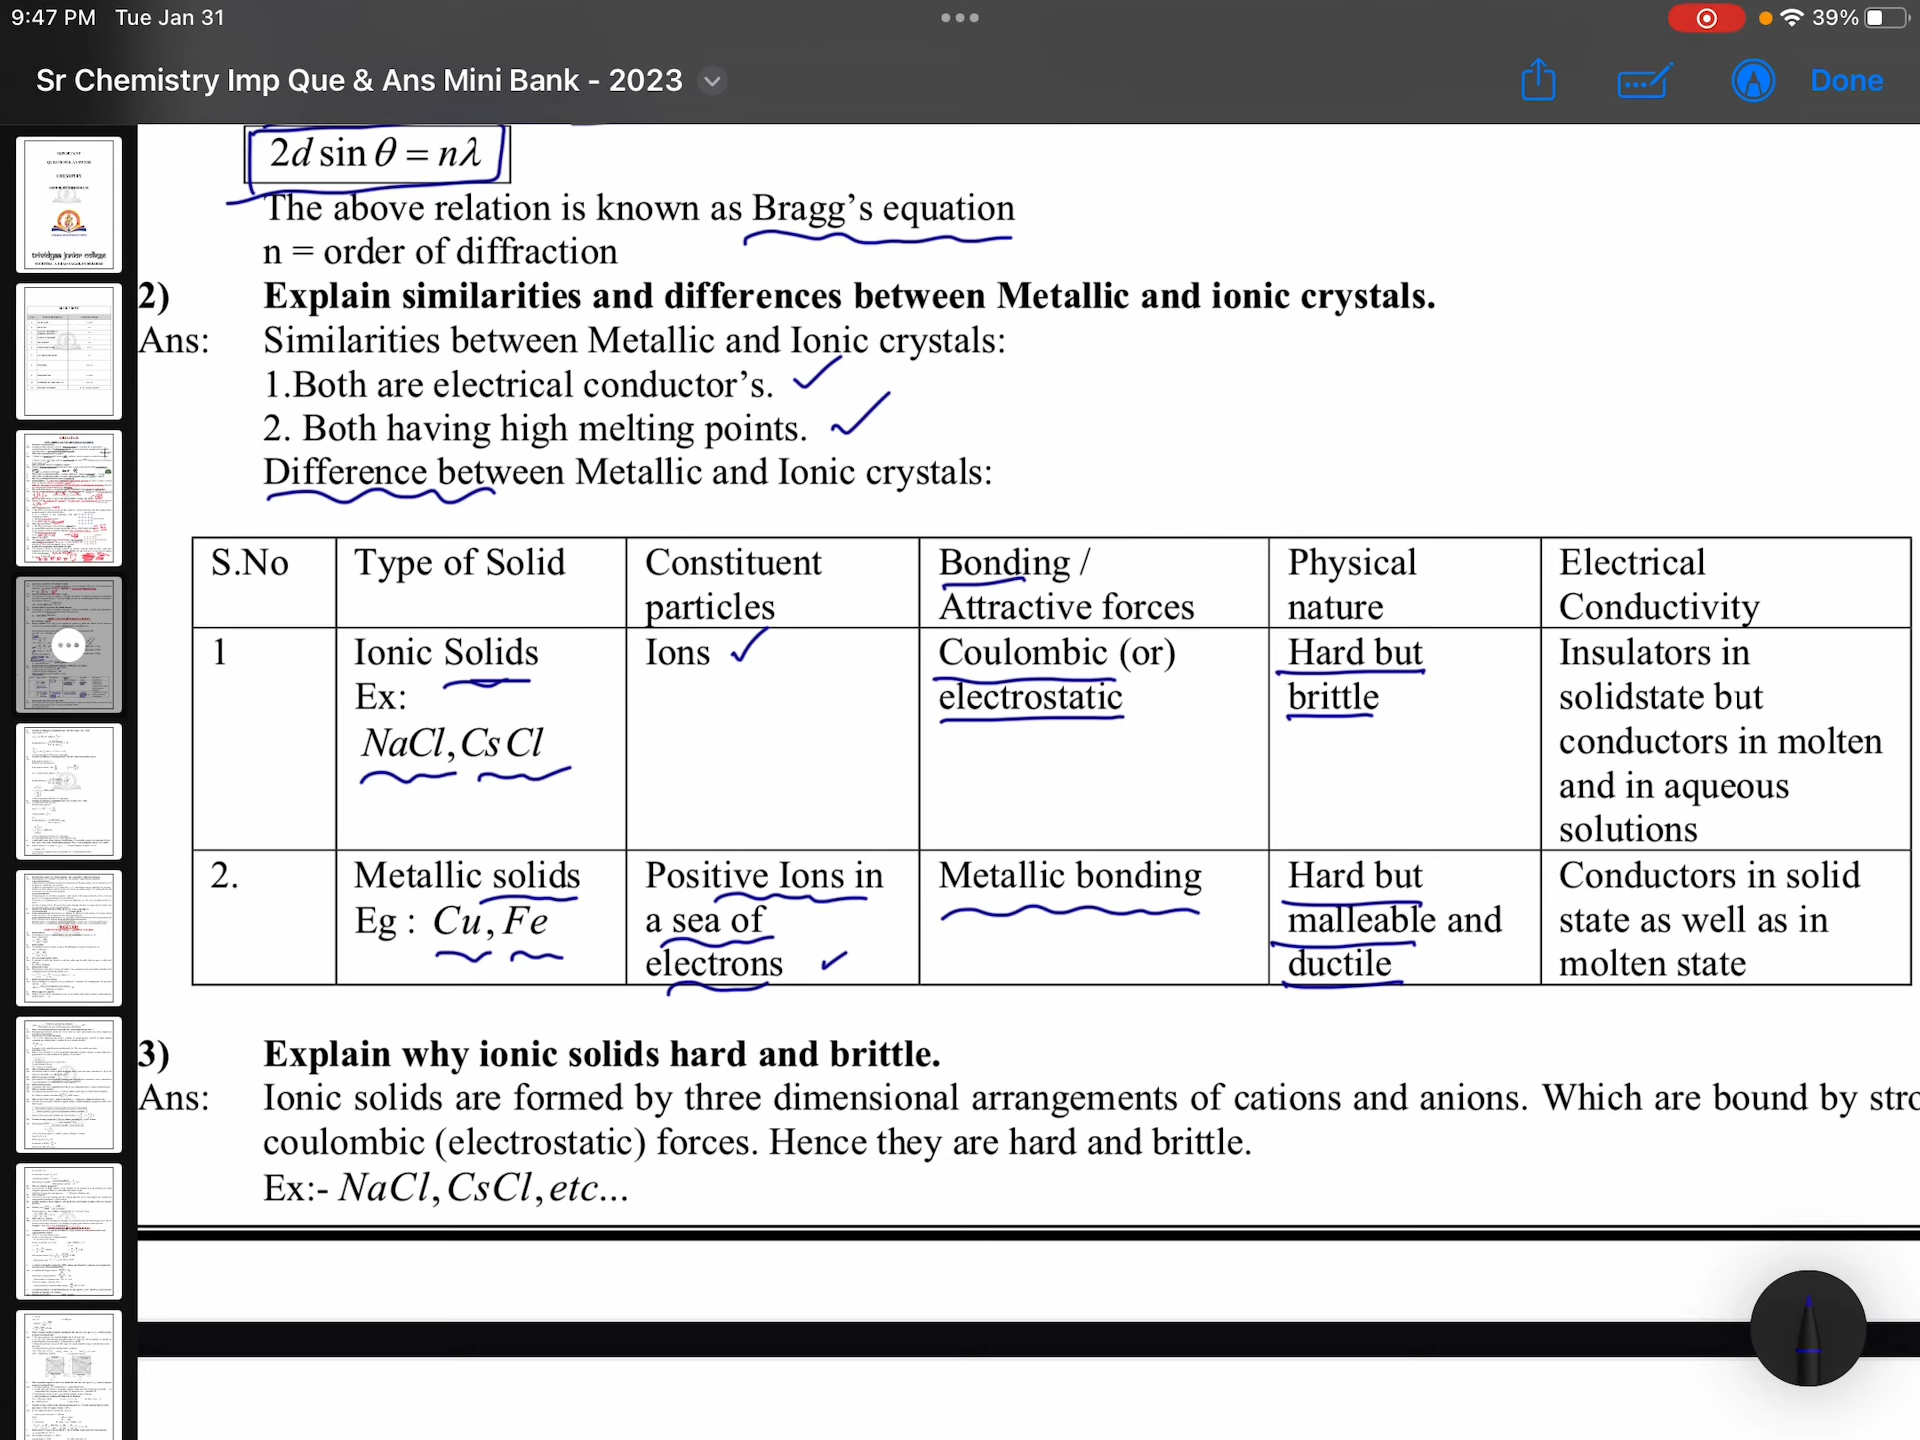 9:47 PM Tue Jan 31
39%
Sr Chemistry Imp Que & Ans Mini Bank - 2023
Done
2d sin θ = nλ
The above relation is known as Bragg's equation
n = order of diffraction
2) Explain similarities and differences between Metallic and ionic crystals.
Ans: Similarities between Metallic and Ionic crystals:
1.Both are electrical conductor's.
2. Both having high melting points.
Difference between Metallic and Ionic crystals:
S.No Type of Solid Constituent particles Bonding / Attractive forces Physical nature Electrical Conductivity
1 Ionic Solids Ex: NaCl, CsCl Ions Coulombic (or) electrostatic Hard but brittle Insulators in solidstate but conductors in molten and in aqueous solutions
2. Metallic solids Eg : Cu, Fe Positive Ions in a sea of electrons Metallic bonding Hard but malleable and ductile Conductors in solid state as well as in molten state
3) Explain why ionic solids hard and brittle.
Ans: Ionic solids are formed by three dimensional arrangements of cations and anions. Which are bound by stro
coulombic (electrostatic) forces. Hence they are hard and brittle.
Ex:- NaCl, CsCl, etc...
trividyaa junior college